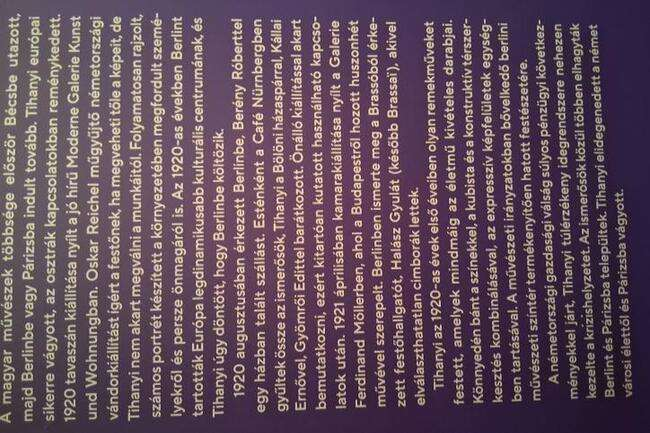 A magyar művészek többsége először Bécsbe utazott,
majd Berlinbe vagy Párizsba indult tovább. Tihanyi európai
sikerre vágyott, az osztrák kapcsolatokban reménykedett.
1920 tavaszán kiállítása nyílt a jó hírű Moderne Galerie Kunst
und Wohnungban. Oskar Reichel műgyűjtő németországi
vándorkiállítást ígért a festőnek, ha megveheti tőle a képeit, de
Tihanyi nem akart megválni a munkáitól. Folyamatosan rajzolt,
számos portrét készített a környezetében megfordult szemé-
lyekről és persze önmagáról is. Az 1920-as években Berlint
tartották Európa legdinamikusabb kulturális centrumának, és
Tihanyi úgy döntött, hogy Berlinbe költözik.
1920 augusztusában érkezett Berlinbe, Berény Róberttel
egy házban talált szállást. Esténként a Café Nürnbergben
gyűltek össze az ismerősök, Tihanyi a Bölöni házaspárral, Kállai
Ernővel, Gyömrői Edittel barátkozott. Önálló kiállítással akart
bemutatkozni, ezért kitartóan kutatott használható kapcso-
latok után. 1921 áprilisában kamarakiállítása nyílt a Galerie
Ferdinand Möllerben, ahol a Budapestről hozott huszonhét
művével szerepelt. Berlinben ismerte meg a Brassóból érke-
zett festőhallgatót, Halász Gyulát (később Brassaï), akivel
elválaszthatatlan cimborák lettek.
Tihanyi az 1920-as évek első éveiben olyan remekműveket
festett, amelyek mindmáig az életmű kivételes darabjai.
Könnyedén bánt a színekkel, a kubista és a konstruktív térszer-
kesztés kombinálásával, az expresszív képfelületek egység-
ben tartásával. A művészeti irányzatokban bővelkedő berlini
művészeti színtér termékenyítően hatott festészetére.
A németországi gazdasági válság súlyos pénzügyi következ-
ményekkel járt, Tihanyi túlérzékeny idegrendszere nehezen
kezelte a krízishelyzetet. Az ismerősök közül többen elhagyták
Berlint és Párizsba települtek. Tihanyi elidegenedett a német
városi élettől és Párizsba vágyott.